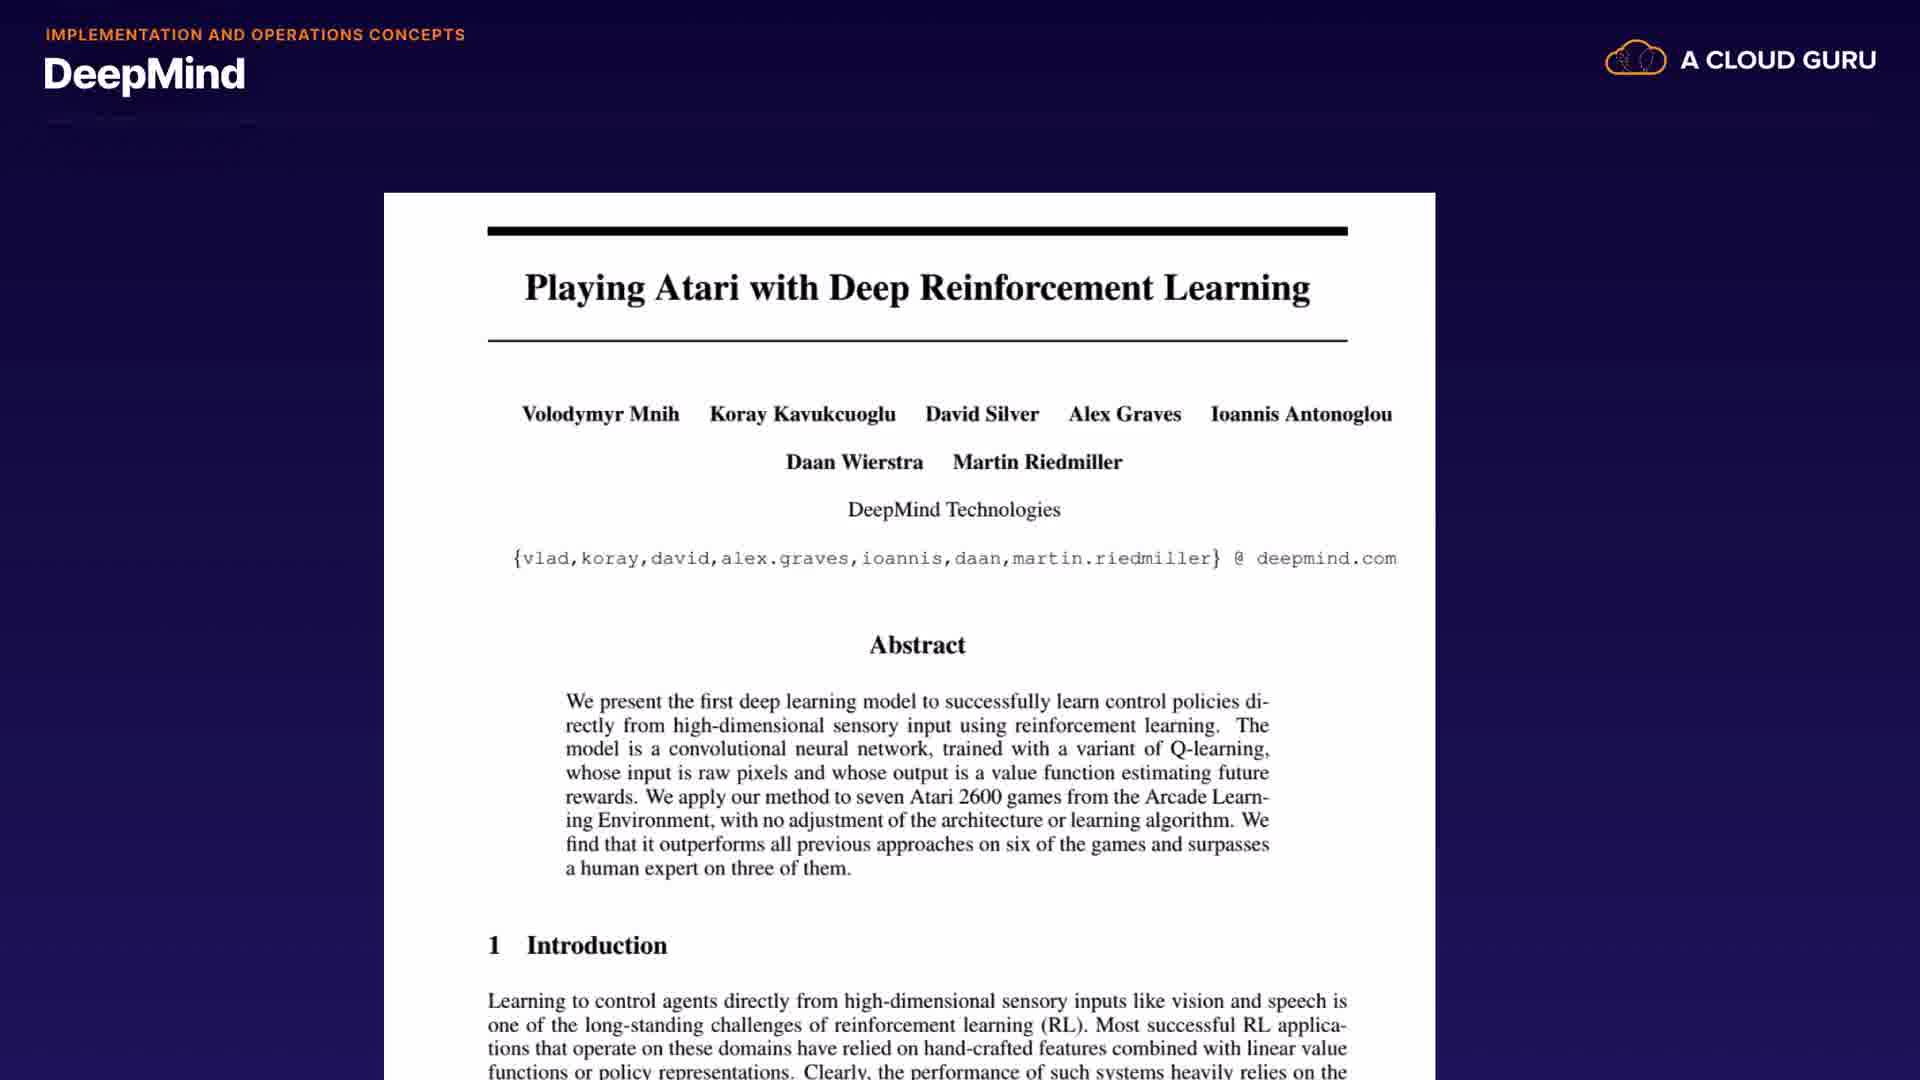 IMPLEMENTATION AND OPERATIONS CONCEPTS
DeepMind
A CLOUD GURU
Playing Atari with Deep Reinforcement Learning
Volodymyr Mnih Koray Kavukcuoglu David Silver Alex Graves Ioannis Antonoglou
Daan Wierstra Martin Riedmiller
DeepMind Technologies
{vlad,koray,david,alex.graves,ioannis,daan,martin.riedmiller} @ deepmind.com
Abstract
We present the first deep learning model to successfully learn control policies di-
rectly from high-dimensional sensory input using reinforcement learning. The
model is a convolutional neural network, trained with a variant of Q-learning,
whose input is raw pixels and whose output is a value function estimating future
rewards. We apply our method to seven Atari 2600 games from the Arcade Learn-
ing Environment, with no adjustment of the architecture or learning algorithm. We
find that it outperforms all previous approaches on six of the games and surpasses
a human expert on three of them.
1 Introduction
Learning to control agents directly from high-dimensional sensory inputs like vision and speech is
one of the long-standing challenges of reinforcement learning (RL). Most successful RL applica-
tions that operate on these domains have relied on hand-crafted features combined with linear value
functions or policy representations. Clearly, the performance of such systems heavily relies on the